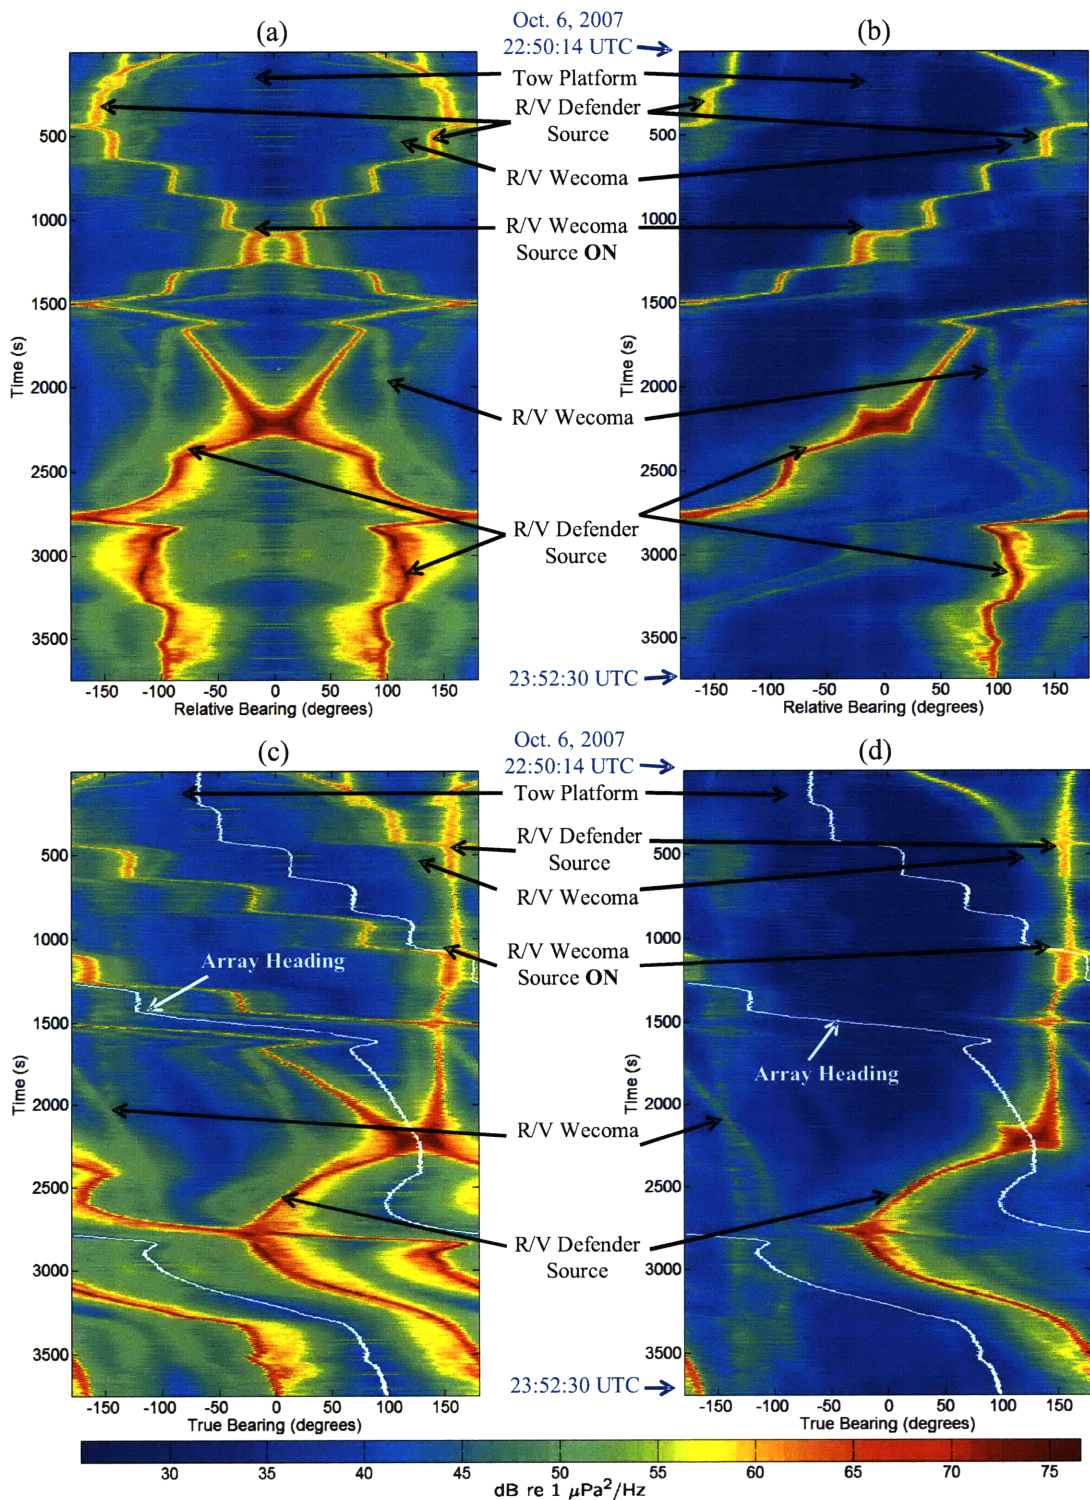 Oct. 6, 2007
22:50:14 UTC
(a)
(b)
Tow Platform
R/V Defender
Source
R/V Wecoma
R/V Wecoma
Source ON
R/V Wecoma
R/V Defender
Source
23:52:30 UTC
Time (s)
500
1000
1500
2000
2500
3000
3500
-150 -100 -50 0 50 100 150
Relative Bearing (degrees)
Time (s)
500
1000
1500
2000
2500
3000
3500
-150 -100 -50 0 50 100 150
Relative Bearing (degrees)
Oct. 6, 2007
22:50:14 UTC
(c)
(d)
Tow Platform
R/V Defender
Source
R/V Wecoma
R/V Wecoma
Source ON
Array Heading
Array Heading
R/V Wecoma
R/V Defender
Source
23:52:30 UTC
Time (s)
500
1000
1500
2000
2500
3000
3500
-150 -100 -50 0 50 100 150
True Bearing (degrees)
Time (s)
500
1000
1500
2000
2500
3000
3500
-150 -100 -50 0 50 100 150
True Bearing (degrees)
30 35 40 45 50 55 60 65 70 75
dB re 1 μPa²/Hz